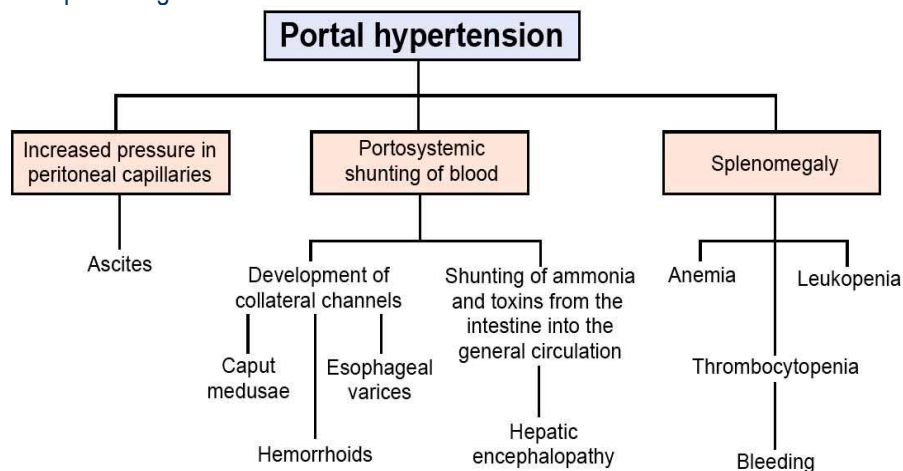 Portal hypertension
Increased pressure in
peritoneal capillaries
Portosystemic
shunting of blood
Splenomegaly
Ascites
Development of
collateral channels
Shunting of ammonia
and toxins from the
intestine into the
general circulation
Anemia
Leukopenia
Caput
medusae
Esophageal
varices
Thrombocytopenia
Hemorrhoids
Hepatic
encephalopathy
Bleeding